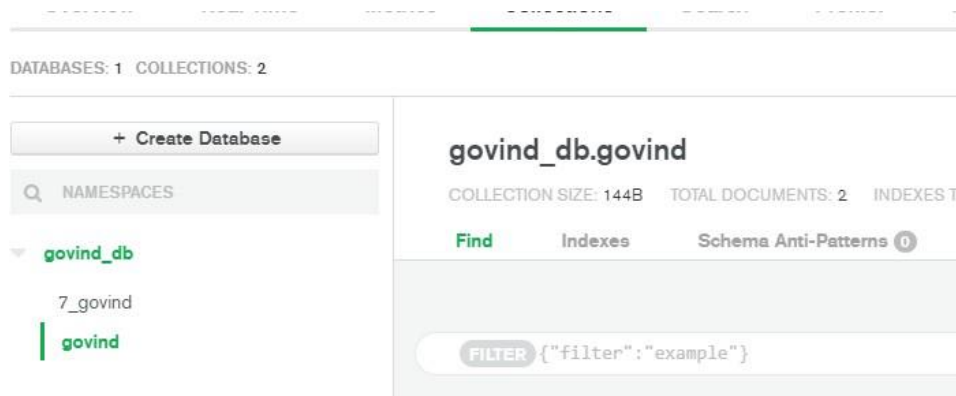 Collections
DATABASES: 1 COLLECTIONS: 2
+ Create Database
NAMESPACES
govind_db
7_govind
govind
govind_db.govind
COLLECTION SIZE: 144B TOTAL DOCUMENTS: 2 INDEXES T
Find Indexes Schema Anti-Patterns 0
FILTER {"filter":"example"}